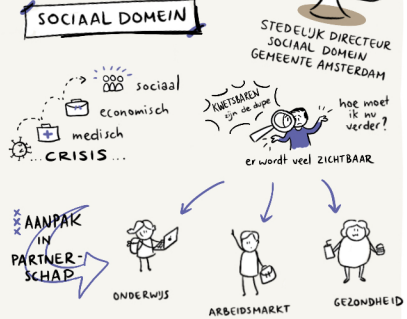 SOCIAAL DOMEIN
STEDELIJK DIRECTEUR
SOCIAAL DOMEIN
GEMEENTE AMSTERDAM
sociaal
economisch
medisch
... CRISIS ...
KWETSBAREN
zijn de dupe
hoe moet
ik nu
verder?
er wordt veel ZICHTBAAR
AANPAK
IN
PARTNER-
SCHAP
ONDERWIJS
ARBEIDSMARKT
GEZONDHEID